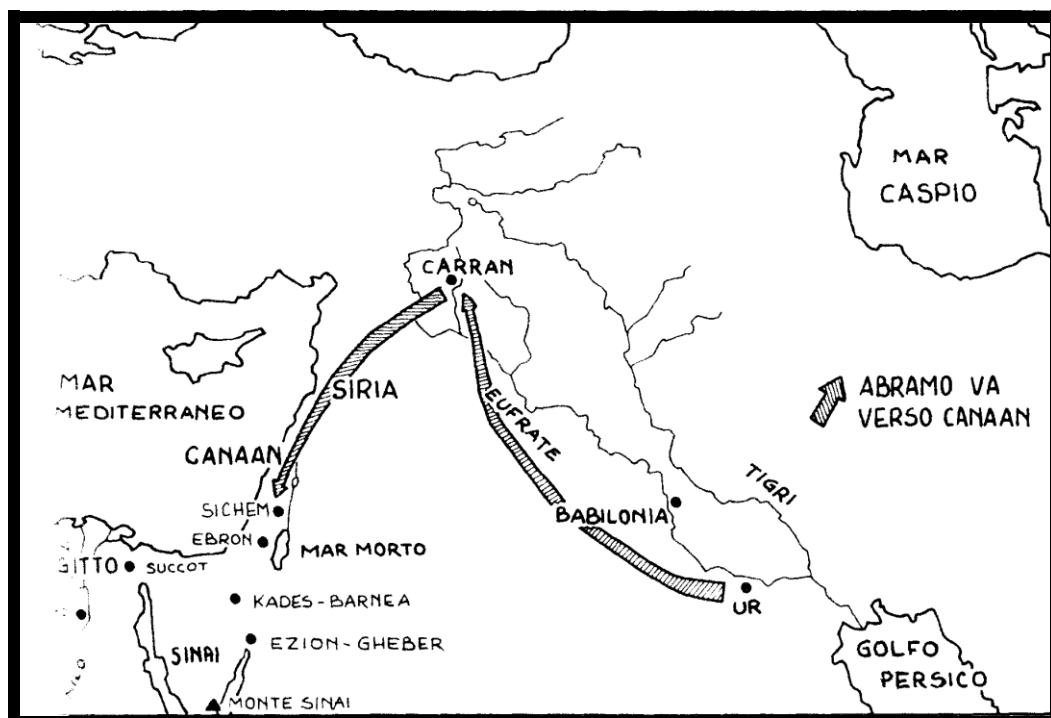 MAR
CASPIO
CARRAN
MAR
MEDITERRANEO
SIRIA
EUFRATE
ABRAMO VA
VERSO CANAAN
CANAAN
TIGRI
SICHEM
BABILONIA
EBRON
MAR MORTO
GITTO
SUCCOT
KADES-BARNEA
UR
SINAI
EZION-GHEBER
GOLFO
PERSICO
MONTE SINAI